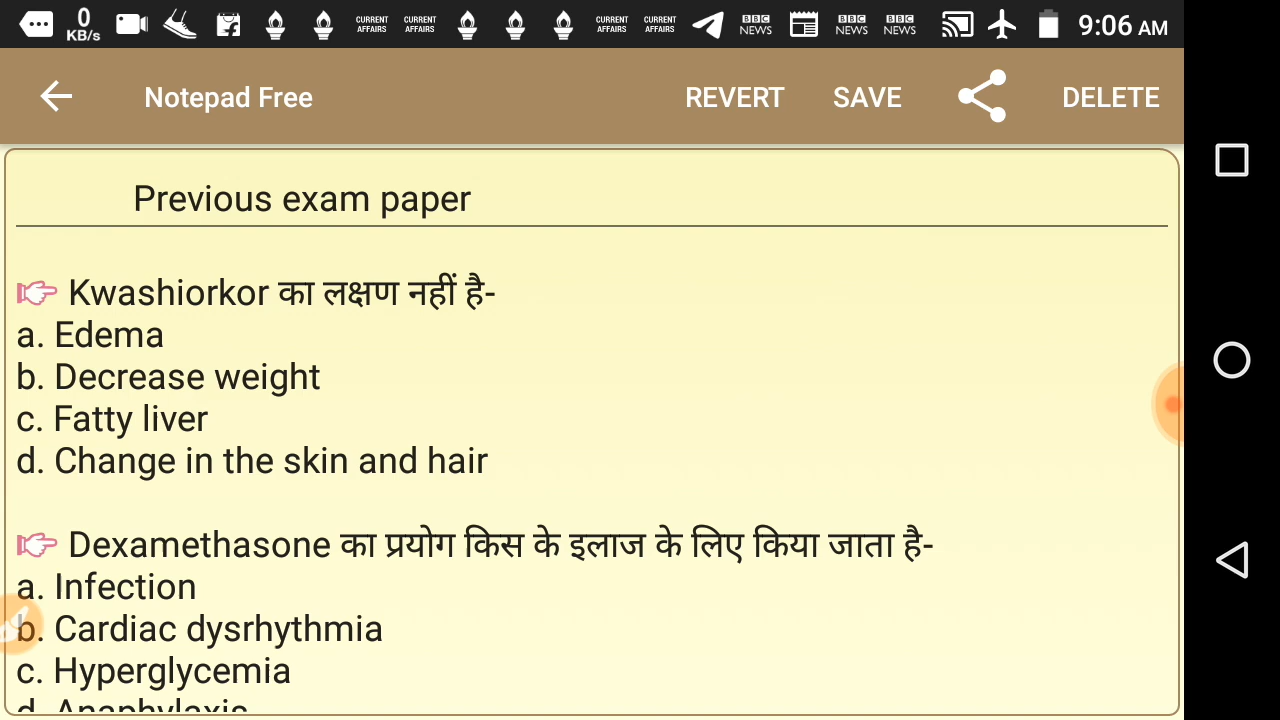 0
KB/s
CURRENT AFFAIRS
CURRENT AFFAIRS
CURRENT AFFAIRS
CURRENT AFFAIRS
BBC NEWS
BBC NEWS
BBC NEWS
9:06 AM
Notepad Free REVERT SAVE DELETE
Previous exam paper
👉 Kwashiorkor का लक्षण नहीं है-
a. Edema
b. Decrease weight
c. Fatty liver
d. Change in the skin and hair
👉 Dexamethasone का प्रयोग किस के इलाज के लिए किया जाता है-
a. Infection
b. Cardiac dysrhythmia
c. Hyperglycemia
d. Anaphylaxis